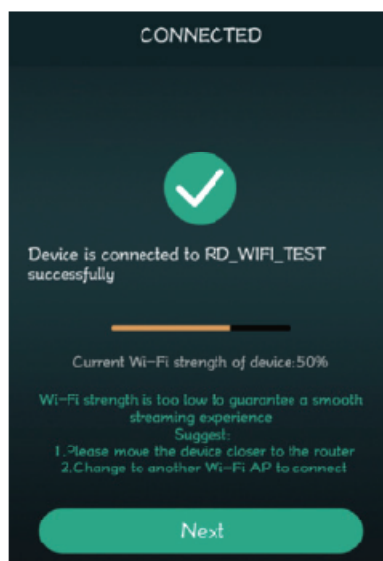 CONNECTED
Device is connected to RD_WIFI_TEST
successfully
Current Wi-Fi strength of device:50%
Wi-Fi strength is too low to guarantee a smooth
streaming experience
Suggest:
1.Please move the device closer to the router
2.Change to another Wi-Fi AP to connect
Next